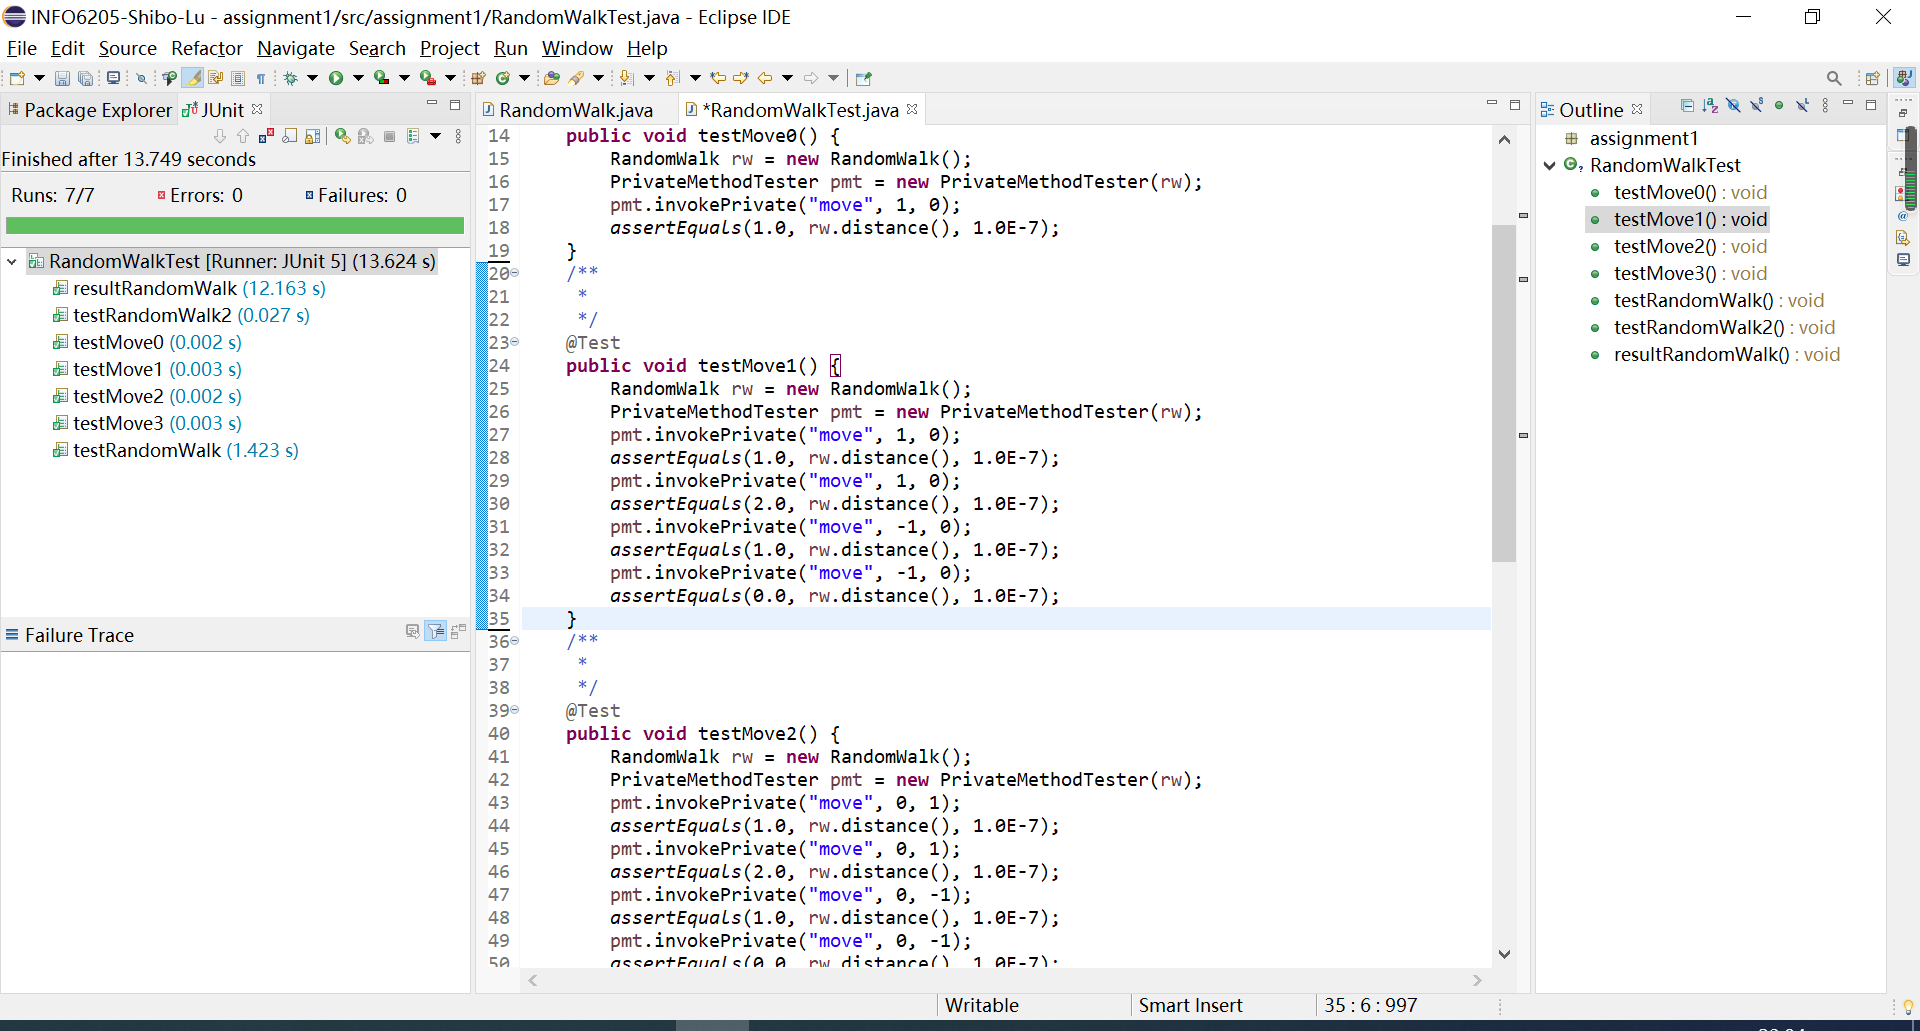 INFO6205-Shibo-Lu - assignment1/src/assignment1/RandomWalkTest.java - Eclipse IDE
File Edit Source Refactor Navigate Search Project Run Window Help
Package Explorer JUnit
Finished after 13.749 seconds
Runs: 7/7 Errors: 0 Failures: 0
RandomWalkTest [Runner: JUnit 5] (13.624 s)
resultRandomWalk (12.163 s)
testRandomWalk2 (0.027 s)
testMove0 (0.002 s)
testMove1 (0.003 s)
testMove2 (0.002 s)
testMove3 (0.003 s)
testRandomWalk (1.423 s)
Failure Trace
RandomWalk.java *RandomWalkTest.java
14 public void testMove0() {
15 RandomWalk rw = new RandomWalk();
16 PrivateMethodTester pmt = new PrivateMethodTester(rw);
17 pmt.invokePrivate("move", 1, 0);
18 assertEquals(1.0, rw.distance(), 1.0E-7);
19 }
20 /**
21 *
22 */
23 @Test
24 public void testMove1() {
25 RandomWalk rw = new RandomWalk();
26 PrivateMethodTester pmt = new PrivateMethodTester(rw);
27 pmt.invokePrivate("move", 1, 0);
28 assertEquals(1.0, rw.distance(), 1.0E-7);
29 pmt.invokePrivate("move", 1, 0);
30 assertEquals(2.0, rw.distance(), 1.0E-7);
31 pmt.invokePrivate("move", -1, 0);
32 assertEquals(1.0, rw.distance(), 1.0E-7);
33 pmt.invokePrivate("move", -1, 0);
34 assertEquals(0.0, rw.distance(), 1.0E-7);
35 }
36 /**
37 *
38 */
39 @Test
40 public void testMove2() {
41 RandomWalk rw = new RandomWalk();
42 PrivateMethodTester pmt = new PrivateMethodTester(rw);
43 pmt.invokePrivate("move", 0, 1);
44 assertEquals(1.0, rw.distance(), 1.0E-7);
45 pmt.invokePrivate("move", 0, 1);
46 assertEquals(2.0, rw.distance(), 1.0E-7);
47 pmt.invokePrivate("move", 0, -1);
48 assertEquals(1.0, rw.distance(), 1.0E-7);
49 pmt.invokePrivate("move", 0, -1);
50 assertEquals(0.0, rw.distance(), 1.0E-7);
Outline
assignment1
RandomWalkTest
testMove0() : void
testMove1() : void
testMove2() : void
testMove3() : void
testRandomWalk() : void
testRandomWalk2() : void
resultRandomWalk() : void
Writable Smart Insert 35 : 6 : 997